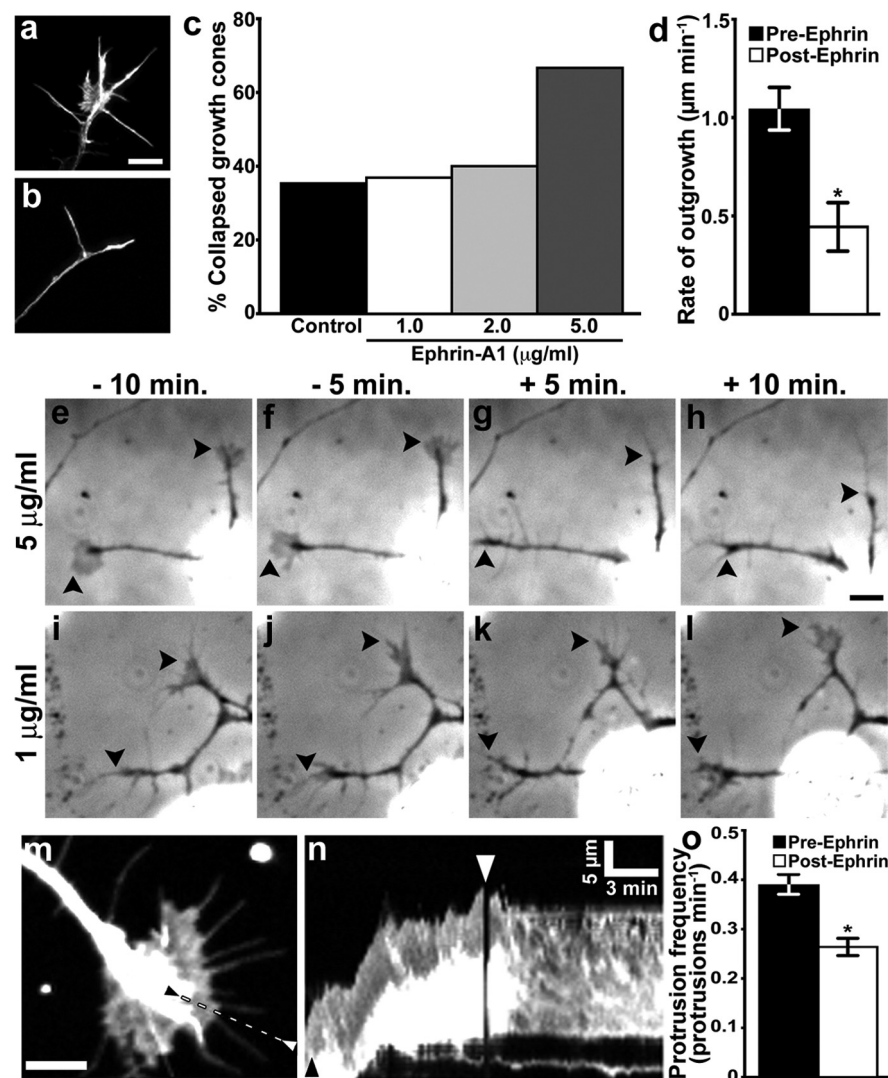 a
b
c
% Collapsed growth cones
80
60
40
20
0
Control
1.0
2.0
5.0
Ephrin-A1 (μg/ml)
d
Rate of outgrowth (μm min-1)
1.5
1.0
0.5
0.0
Pre-Ephrin
Post-Ephrin
*
- 10 min.
- 5 min.
+ 5 min.
+ 10 min.
5 μg/ml
e
f
g
h
1 μg/ml
i
j
k
l
m
n
5 μm
3 min
o
Protrusion frequency
(protrusions min-1)
0.5
0.4
0.3
0.2
0.1
0
Pre-Ephrin
Post-Ephrin
*